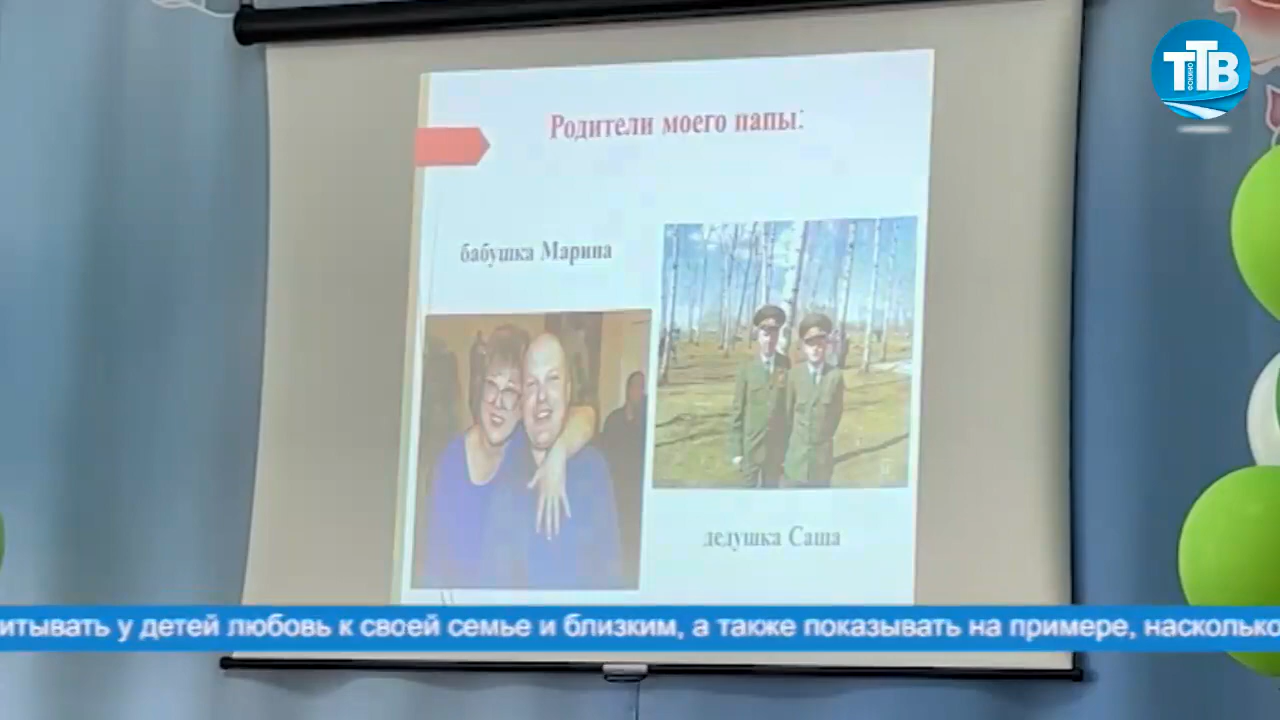 ТТВ
ФОКИНО
Родители моего папы:
бабушка Марина
дедушка Саша
итывать у детей любовь к своей семье и близким, а также показывать на примере, насколько